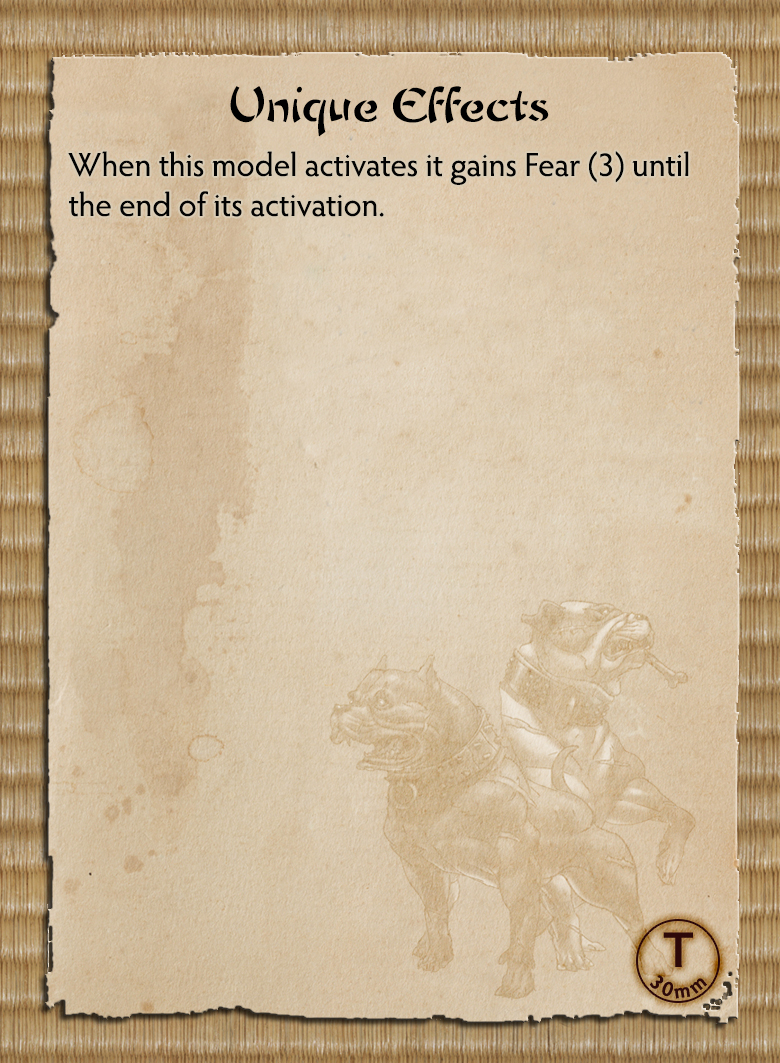 Unique Effects
When this model activates it gains Fear (3) until
the end of its activation.
T
30mm